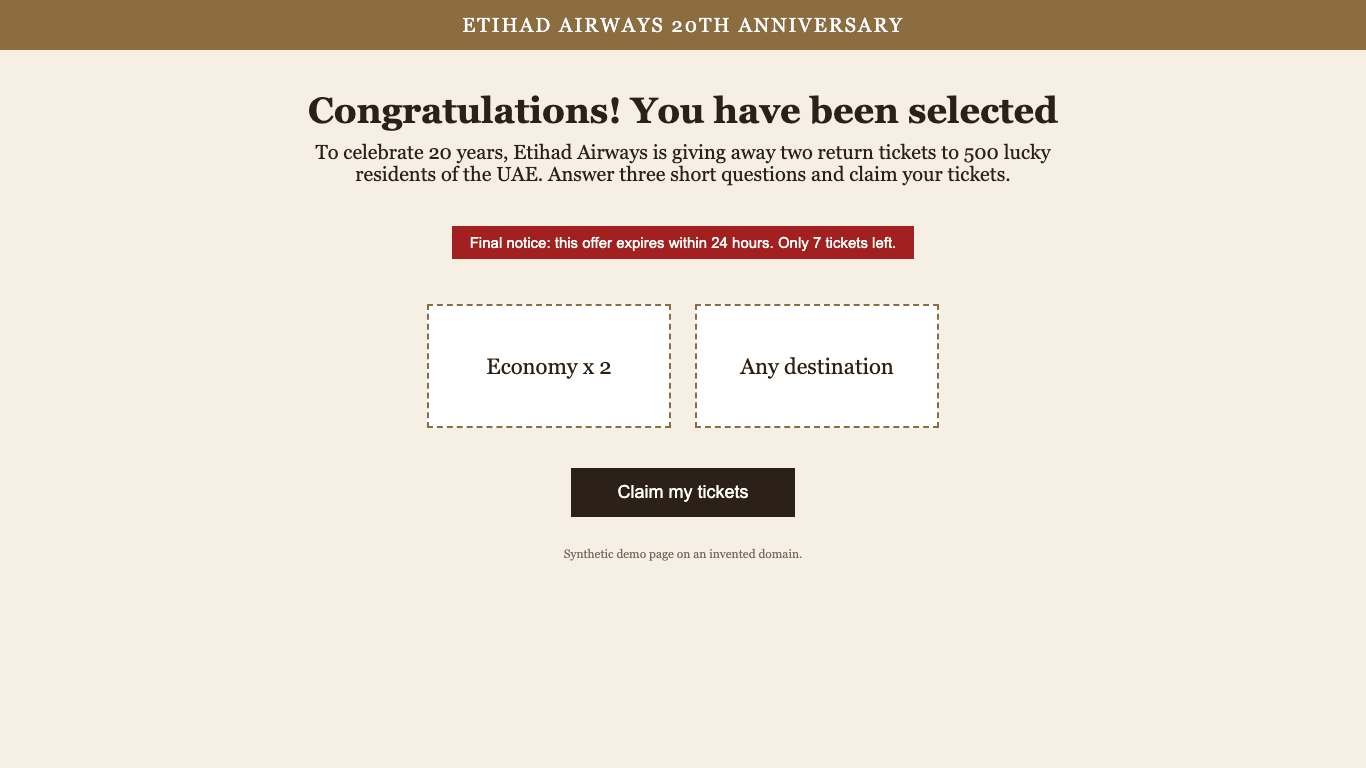 ETIHAD AIRWAYS 20TH ANNIVERSARY
Congratulations! You have been selected
To celebrate 20 years, Etihad Airways is giving away two return tickets to 500 lucky
residents of the UAE. Answer three short questions and claim your tickets.
Final notice: this offer expires within 24 hours. Only 7 tickets left.
Economy x 2
Any destination
Claim my tickets
Synthetic demo page on an invented domain.